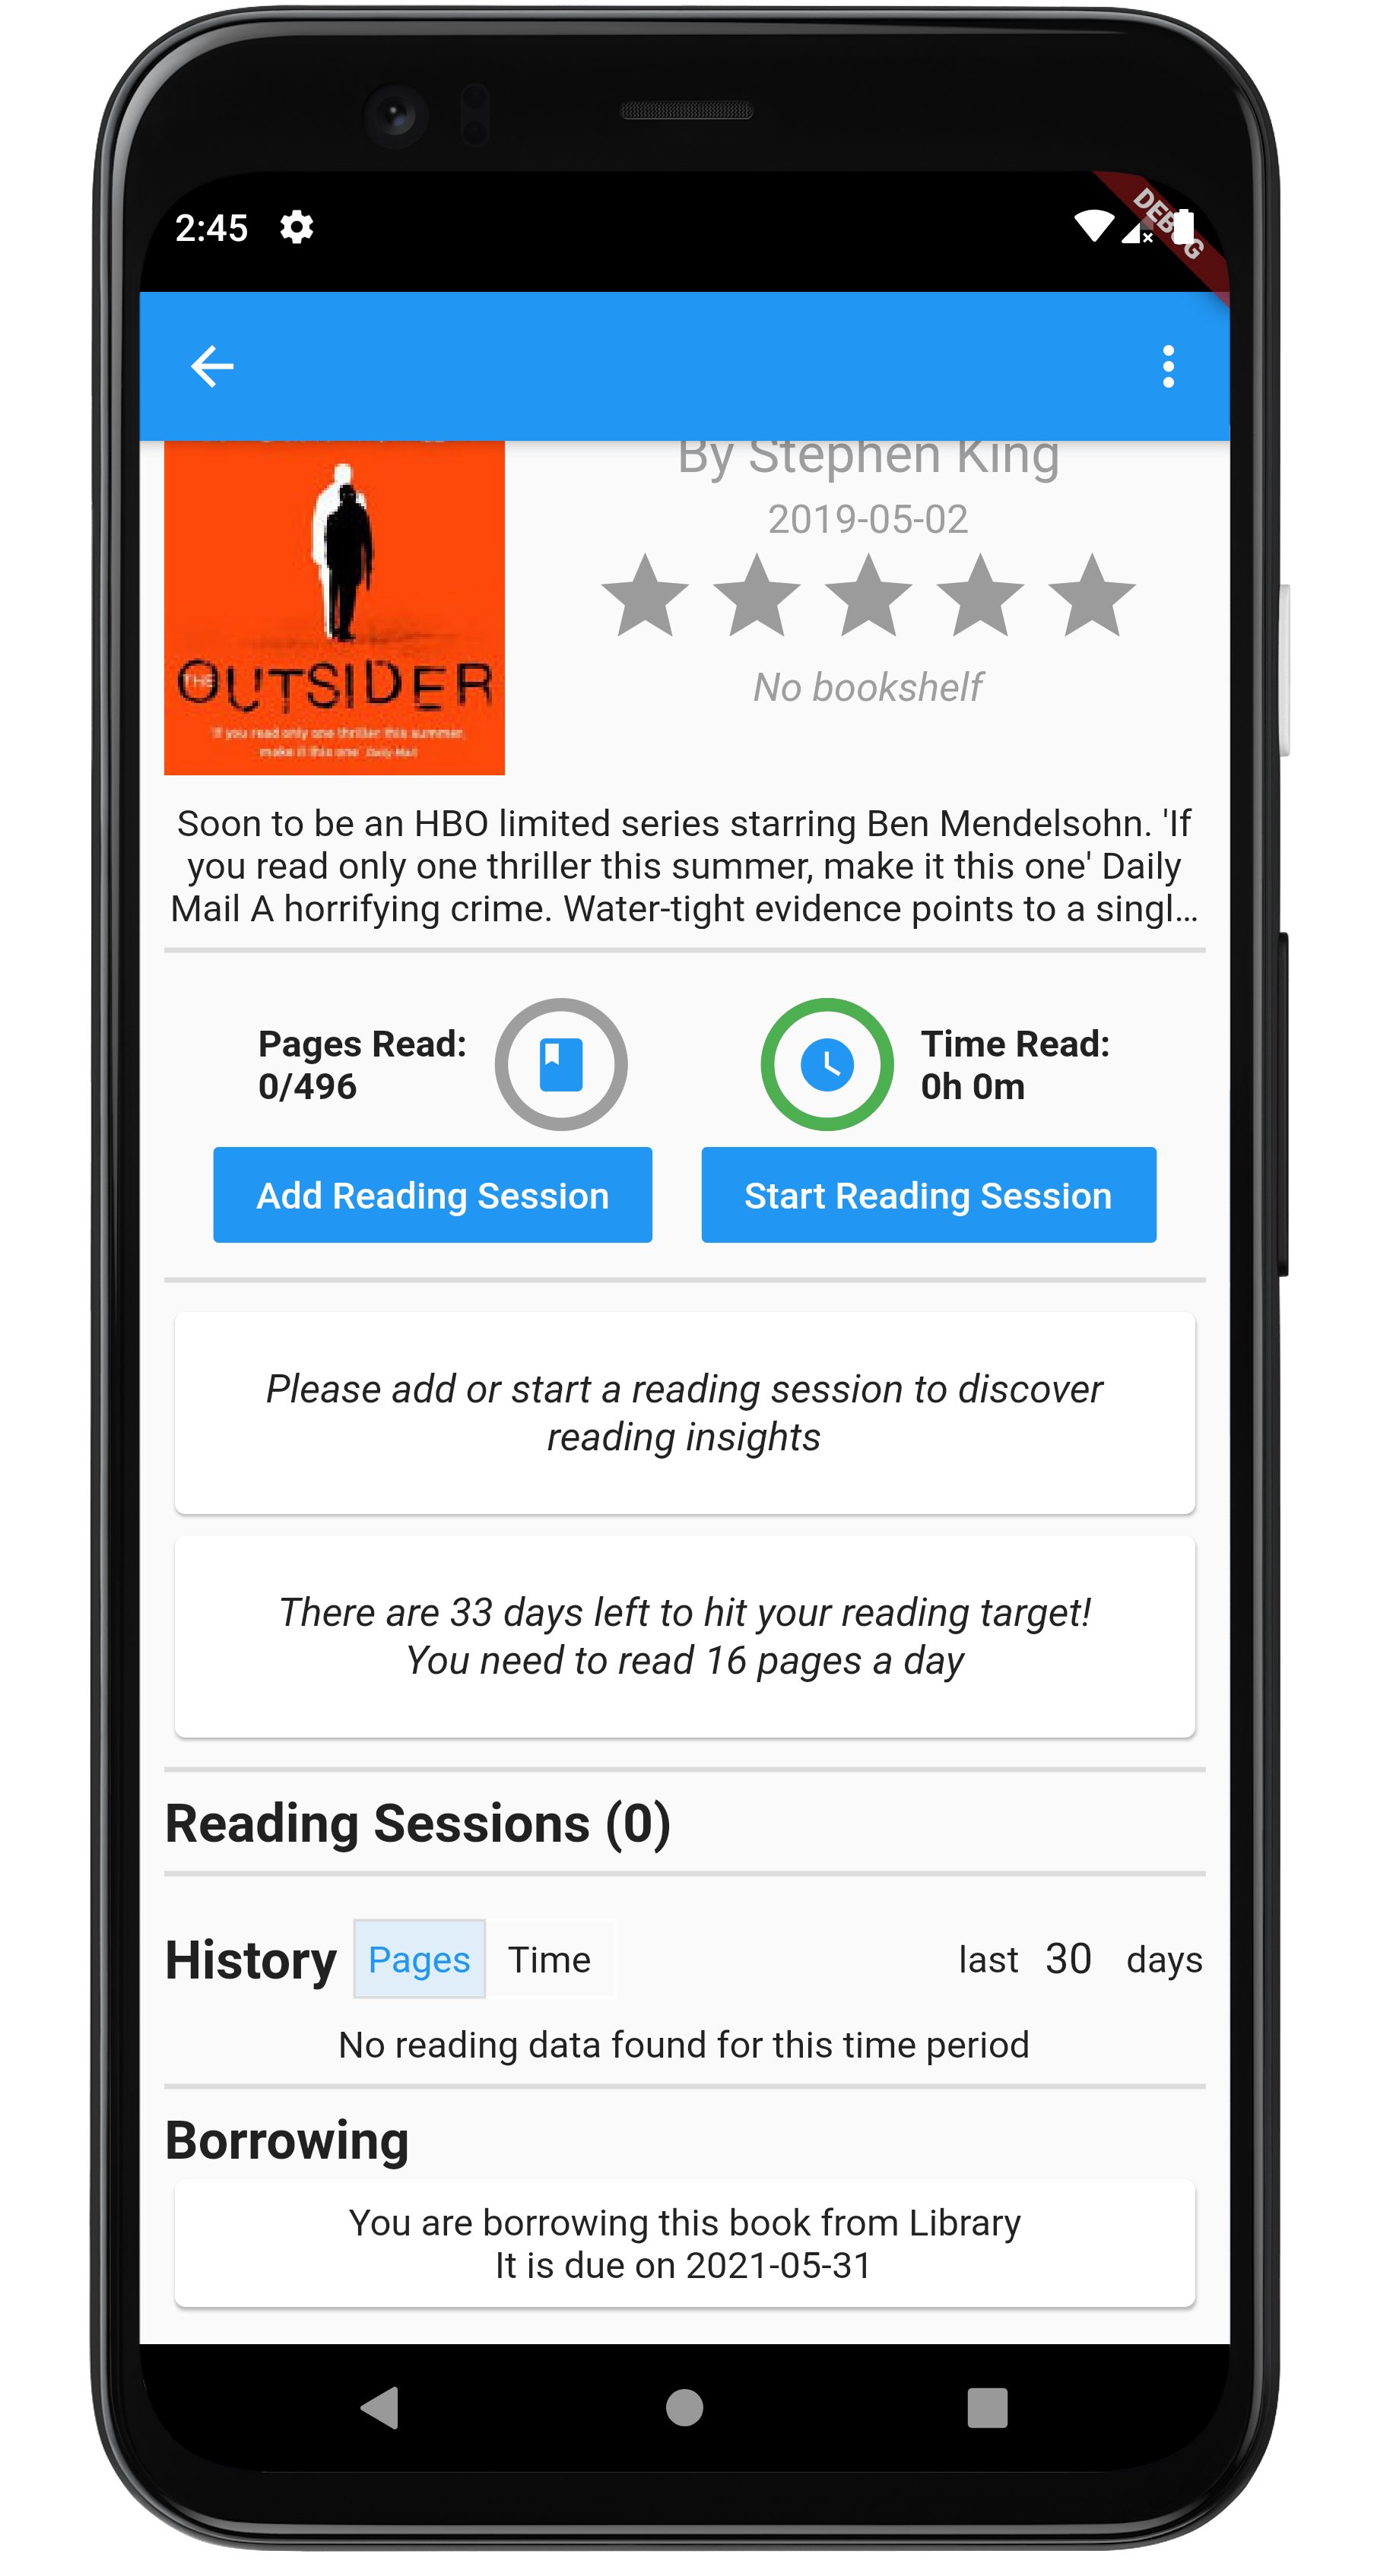 2:45
DEBUG
By Stephen King
2019-05-02
THE OUTSIDER
'If you read only one thriller this summer,
make it this one' Daily Mail
No bookshelf
Soon to be an HBO limited series starring Ben Mendelsohn. 'If
you read only one thriller this summer, make it this one' Daily
Mail A horrifying crime. Water-tight evidence points to a singl...
Pages Read:
0/496
Time Read:
0h 0m
Add Reading Session
Start Reading Session
Please add or start a reading session to discover
reading insights
There are 33 days left to hit your reading target!
You need to read 16 pages a day
Reading Sessions (0)
History
Pages
Time
last 30 days
No reading data found for this time period
Borrowing
You are borrowing this book from Library
It is due on 2021-05-31